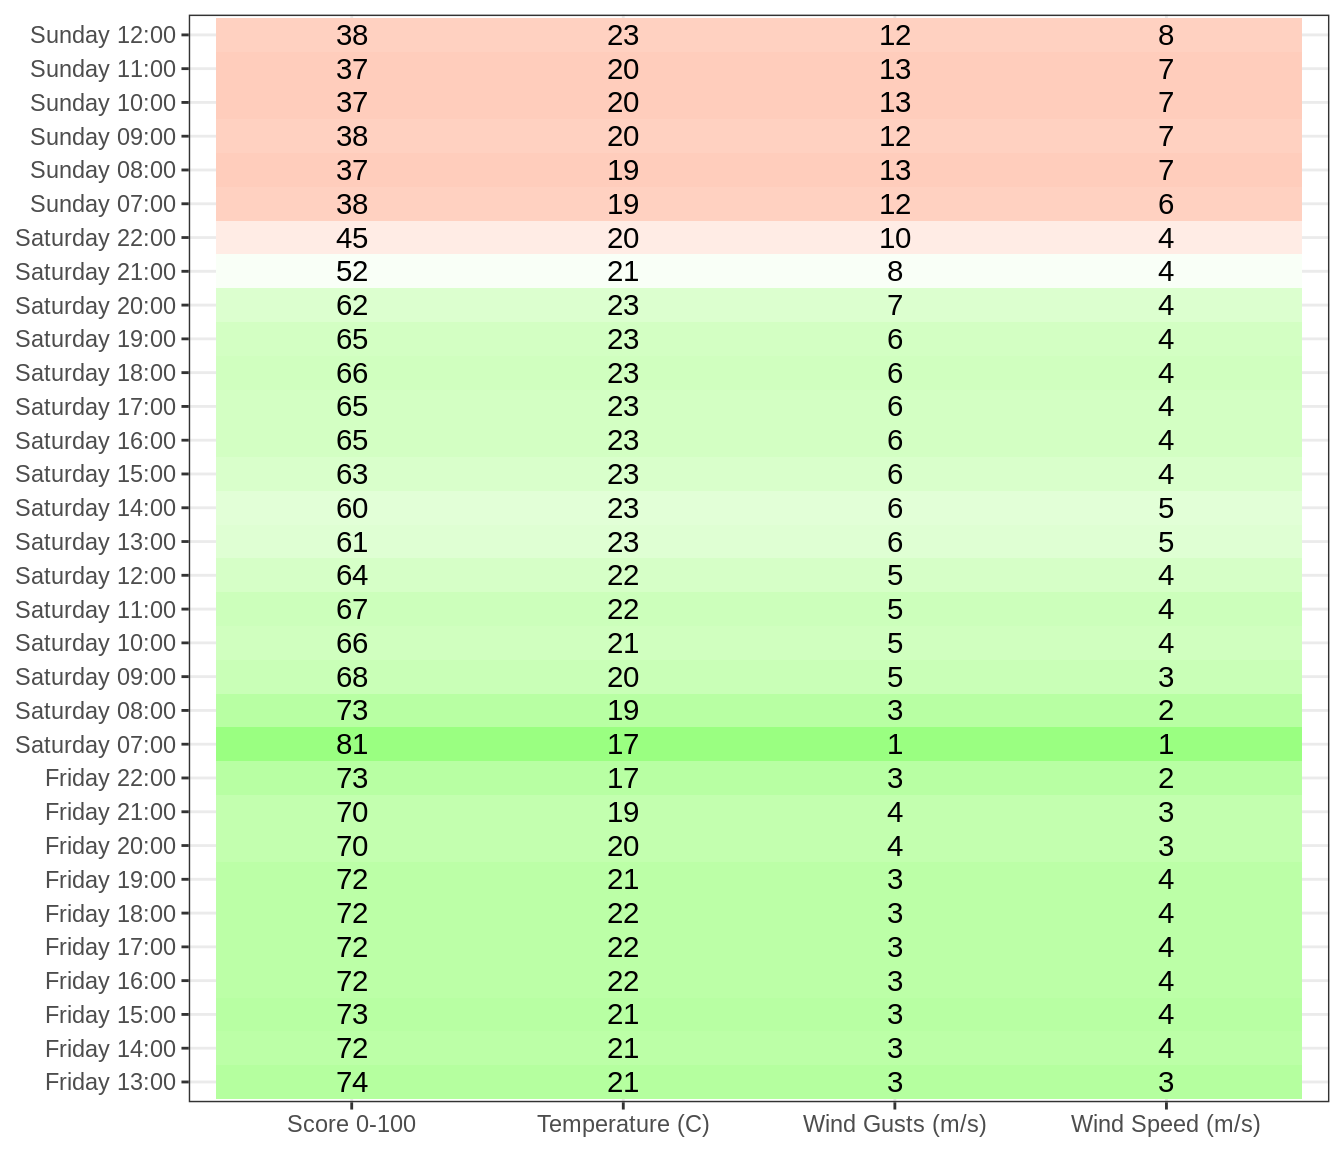 Sunday 12:00 38 23 12 8
Sunday 11:00 37 20 13 7
Sunday 10:00 37 20 13 7
Sunday 09:00 38 20 12 7
Sunday 08:00 37 19 13 7
Sunday 07:00 38 19 12 6
Saturday 22:00 45 20 10 4
Saturday 21:00 52 21 8 4
Saturday 20:00 62 23 7 4
Saturday 19:00 65 23 6 4
Saturday 18:00 66 23 6 4
Saturday 17:00 65 23 6 4
Saturday 16:00 65 23 6 4
Saturday 15:00 63 23 6 4
Saturday 14:00 60 23 6 5
Saturday 13:00 61 23 6 5
Saturday 12:00 64 22 5 4
Saturday 11:00 67 22 5 4
Saturday 10:00 66 21 5 4
Saturday 09:00 68 20 5 3
Saturday 08:00 73 19 3 2
Saturday 07:00 81 17 1 1
Friday 22:00 73 17 3 2
Friday 21:00 70 19 4 3
Friday 20:00 70 20 4 3
Friday 19:00 72 21 3 4
Friday 18:00 72 22 3 4
Friday 17:00 72 22 3 4
Friday 16:00 72 22 3 4
Friday 15:00 73 21 3 4
Friday 14:00 72 21 3 4
Friday 13:00 74 21 3 3
Score 0-100 Temperature (C) Wind Gusts (m/s) Wind Speed (m/s)